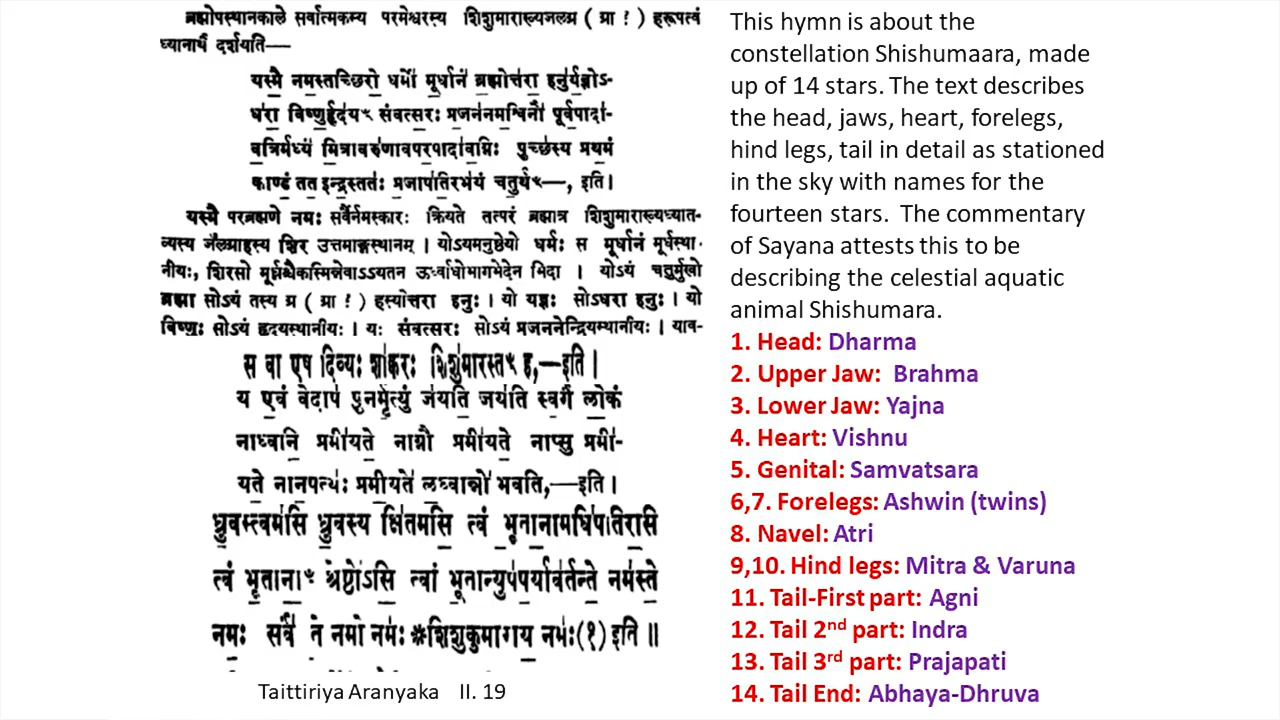 ब्रह्मोपस्थानकाले सर्वात्मकस्य परमेश्वरस्य शिशुमाराख्यजलग्र ( ग्रा ? ) हरूपत्वं
ध्यानार्थं दर्शयति—
यस्मै नमस्तच्छिरो धर्मो मूर्धानं ब्रह्मोत्तरा हनुर्यज्ञोऽ-
धरा विष्णुर्हृदयꣳ संवत्सरः प्रजननमश्विनौ पूर्वपादा-
वत्रिर्मध्यं मित्रावरुणावपरपादावग्निः पुच्छस्य प्रथमं
काण्डं तत इन्द्रस्ततः प्रजापतिरभयं चतुर्थꣳ—, इति।
यस्मै परब्रह्मणे नमः सर्वैर्नमस्कारः क्रियते तत्परं ब्रह्मात्र शिशुमाराख्यध्यात-
व्यस्य जलग्राहस्य शिर उत्तमाङ्गस्थानम् । योऽयमनुष्ठेयो धर्मः स मूर्धानं मूर्धस्था-
नीयः, शिरसो मूर्ध्नश्चैकस्मिन्नेवाऽऽयतन ऊर्ध्वाधोभागभेदेन भिदा । योऽयं चतुर्मुखो
ब्रह्मा सोऽयं तस्य ग्र ( ग्रा ? ) हस्योत्तरा हनुः । यो यज्ञः सोऽधरा हनुः । यो
विष्णुः सोऽयं हृदयस्थानीयः । यः संवत्सरः सोऽयं प्रजननेन्द्रियस्थानीयः । याव-
स वा एष दिव्यः शाक्वरः शिशुमारस्तꣳ ह,—इति।
य एवं वेदाप पुनर्मृत्युं जयति जयति स्वर्गं लोकं
नाध्वनि प्रमीयते नाग्नौ प्रमीयते नाप्सु प्रमी-
यते नानपत्यः प्रमीयते लघ्वान्नो भवति,—इति।
ध्रुवस्त्वमसि ध्रुवस्य क्षितमसि त्वं भूतानामधिपतिरसि
त्वं भूतानाꣳ श्रेष्ठोऽसि त्वां भूतान्युपपर्यावर्तन्ते नमस्ते
नमः सर्वं ते नमो नमः *शिशुकुमाराय नमः(१) इति ॥
Taittiriya Aranyaka II. 19
This hymn is about the
constellation Shishumaara, made
up of 14 stars. The text describes
the head, jaws, heart, forelegs,
hind legs, tail in detail as stationed
in the sky with names for the
fourteen stars. The commentary
of Sayana attests this to be
describing the celestial aquatic
animal Shishumara.
1. Head: Dharma
2. Upper Jaw: Brahma
3. Lower Jaw: Yajna
4. Heart: Vishnu
5. Genital: Samvatsara
6,7. Forelegs: Ashwin (twins)
8. Navel: Atri
9,10. Hind legs: Mitra & Varuna
11. Tail-First part: Agni
12. Tail 2nd part: Indra
13. Tail 3rd part: Prajapati
14. Tail End: Abhaya-Dhruva